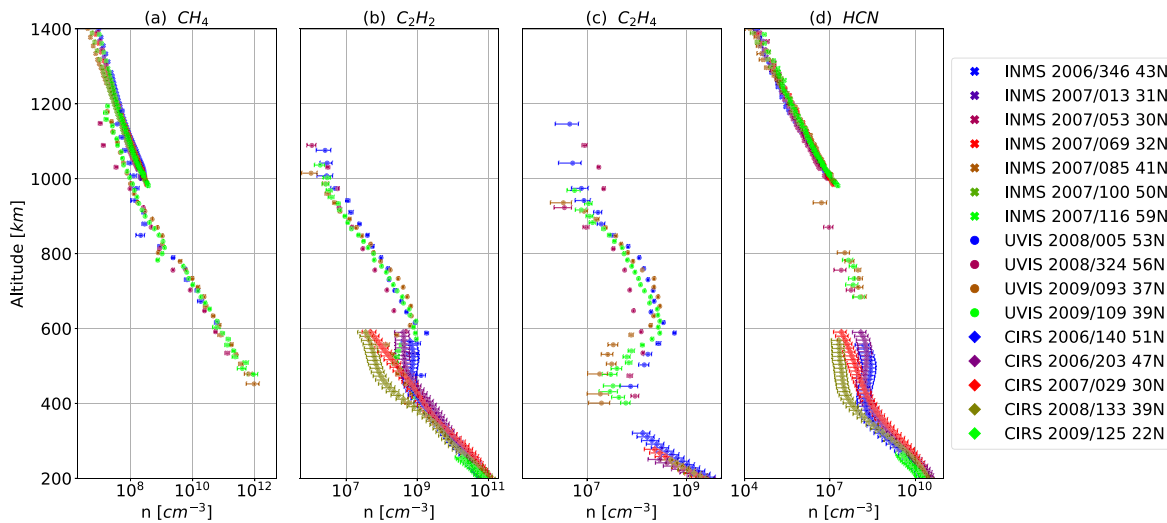 (a) CH4
(b) C2H2
(c) C2H4
(d) HCN
Altitude [km]
1400
1200
1000
800
600
400
200
10^8 10^10 10^12
n [cm^-3]
10^7 10^9 10^11
n [cm^-3]
10^7 10^9
n [cm^-3]
10^4 10^7 10^10
n [cm^-3]
INMS 2006/346 43N
INMS 2007/013 31N
INMS 2007/053 30N
INMS 2007/069 32N
INMS 2007/085 41N
INMS 2007/100 50N
INMS 2007/116 59N
UVIS 2008/005 53N
UVIS 2008/324 56N
UVIS 2009/093 37N
UVIS 2009/109 39N
CIRS 2006/140 51N
CIRS 2006/203 47N
CIRS 2007/029 30N
CIRS 2008/133 39N
CIRS 2009/125 22N